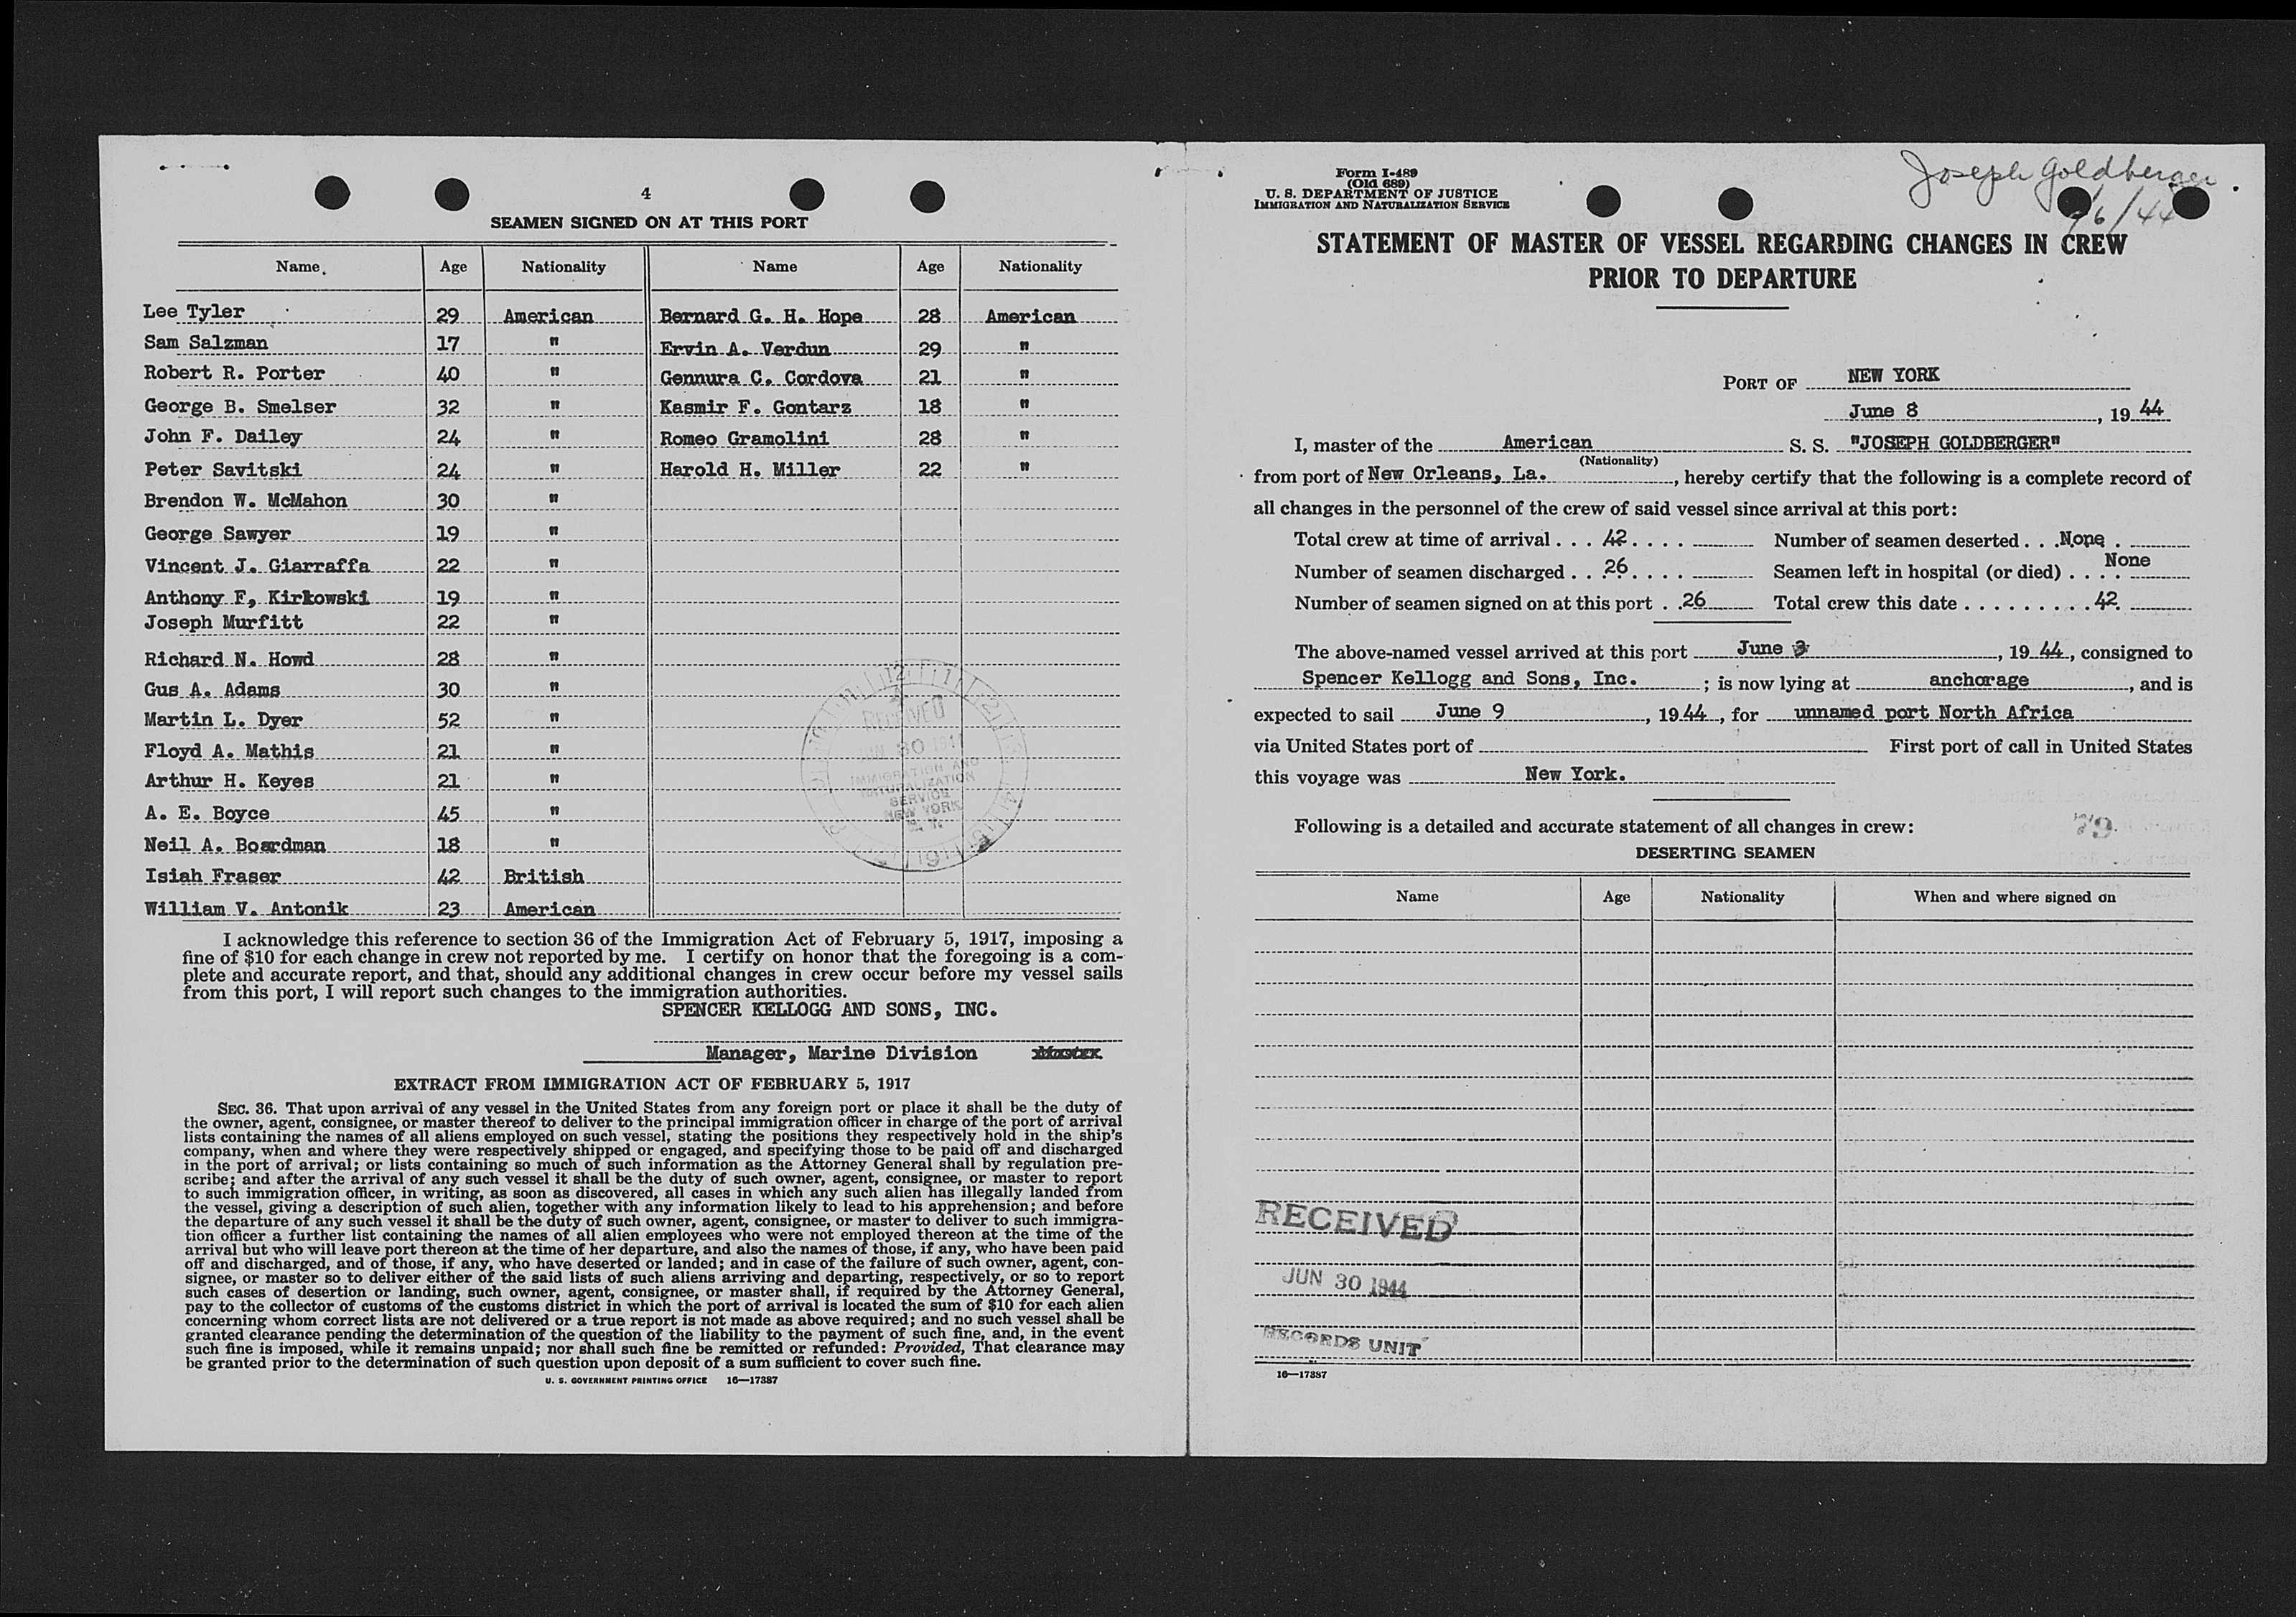 4
SEAMEN SIGNED ON AT THIS PORT
Name. Age Nationality Name Age Nationality
Lee Tyler 29 American Bernard G. H. Hope 28 American
Sam Salzman 17 " Ervin A. Verdun 29 "
Robert R. Porter 40 " Gennura C. Cordova 21 "
George B. Smelser 32 " Kasmir F. Gontarz 18 "
John F. Dailey 24 " Romeo Gramolini 28 "
Peter Savitski 24 " Harold H. Miller 22 "
Brendon W. McMahon 30 "
George Sawyer 19 "
Vincent J. Giarraffa 22 "
Anthony F, Kirkowski 19 "
Joseph Murfitt 22 "
Richard N. Howd 28 "
Gus A. Adams 30 "
Martin L. Dyer 52 "
Floyd A. Mathis 21 "
Arthur H. Keyes 21 "
A. E. Boyce 45 "
Neil A. Boardman 18 "
Isiah Fraser 42 British
William V. Antonik 23 American
RECEIVED
JUN 30 1944
IMMIGRATION AND
NATURALIZATION
SERVICE
NEW YORK
I acknowledge this reference to section 36 of the Immigration Act of February 5, 1917, imposing a
fine of $10 for each change in crew not reported by me. I certify on honor that the foregoing is a com-
plete and accurate report, and that, should any additional changes in crew occur before my vessel sails
from this port, I will report such changes to the immigration authorities.
SPENCER KELLOGG AND SONS, INC.
Manager, Marine Division
EXTRACT FROM IMMIGRATION ACT OF FEBRUARY 5, 1917
SEC. 36. That upon arrival of any vessel in the United States from any foreign port or place it shall be the duty of
the owner, agent, consignee, or master thereof to deliver to the principal immigration officer in charge of the port of arrival
lists containing the names of all aliens employed on such vessel, stating the positions they respectively hold in the ship's
company, when and where they were respectively shipped or engaged, and specifying those to be paid off and discharged
in the port of arrival; or lists containing so much of such information as the Attorney General shall by regulation pre-
scribe; and after the arrival of any such vessel it shall be the duty of such owner, agent, consignee, or master to report
to such immigration officer, in writing, as soon as discovered, all cases in which any such alien has illegally landed from
the vessel, giving a description of such alien, together with any information likely to lead to his apprehension; and before
the departure of any such vessel it shall be the duty of such owner, agent, consignee, or master to deliver to such immigra-
tion officer a further list containing the names of all alien employees who were not employed thereon at the time of the
arrival but who will leave port thereon at the time of her departure, and also the names of those, if any, who have been paid
off and discharged, and of those, if any, who have deserted or landed; and in case of the failure of such owner, agent, con-
signee, or master so to deliver either of the said lists of such aliens arriving and departing, respectively, or so to report
such cases of desertion or landing, such owner, agent, consignee, or master shall, if required by the Attorney General,
pay to the collector of customs of the customs district in which the port of arrival is located the sum of $10 for each alien
concerning whom correct lists are not delivered or a true report is not made as above required; and no such vessel shall be
granted clearance pending the determination of the question of the liability to the payment of such fine, and, in the event
such fine is imposed, while it remains unpaid; nor shall such fine be remitted or refunded: Provided, That clearance may
be granted prior to the determination of such question upon deposit of a sum sufficient to cover such fine.
U. S. GOVERNMENT PRINTING OFFICE 16—17387
Form I-489
(Old 689)
U. S. DEPARTMENT OF JUSTICE
IMMIGRATION AND NATURALIZATION SERVICE
Joseph Goldberger.
/6/44
STATEMENT OF MASTER OF VESSEL REGARDING CHANGES IN CREW
PRIOR TO DEPARTURE
PORT OF NEW YORK
June 8, 19 44
I, master of the American S. S. "JOSEPH GOLDBERGER"
(Nationality)
from port of New Orleans, La., hereby certify that the following is a complete record of
all changes in the personnel of the crew of said vessel since arrival at this port:
Total crew at time of arrival . . . 42 . . . . Number of seamen deserted . . . None .
Number of seamen discharged . . 26 . . . . Seamen left in hospital (or died) . . . . None
Number of seamen signed on at this port . . 26 Total crew this date . . . . . . . . . 42
The above-named vessel arrived at this port June 3, 19 44, consigned to
Spencer Kellogg and Sons, Inc. ; is now lying at anchorage, and is
expected to sail June 9, 19 44, for unnamed port North Africa
via United States port of First port of call in United States
this voyage was New York.
Following is a detailed and accurate statement of all changes in crew:
79
DESERTING SEAMEN
Name Age Nationality When and where signed on
RECEIVED
JUN 30 1944
RECORDS UNIT
16—17387